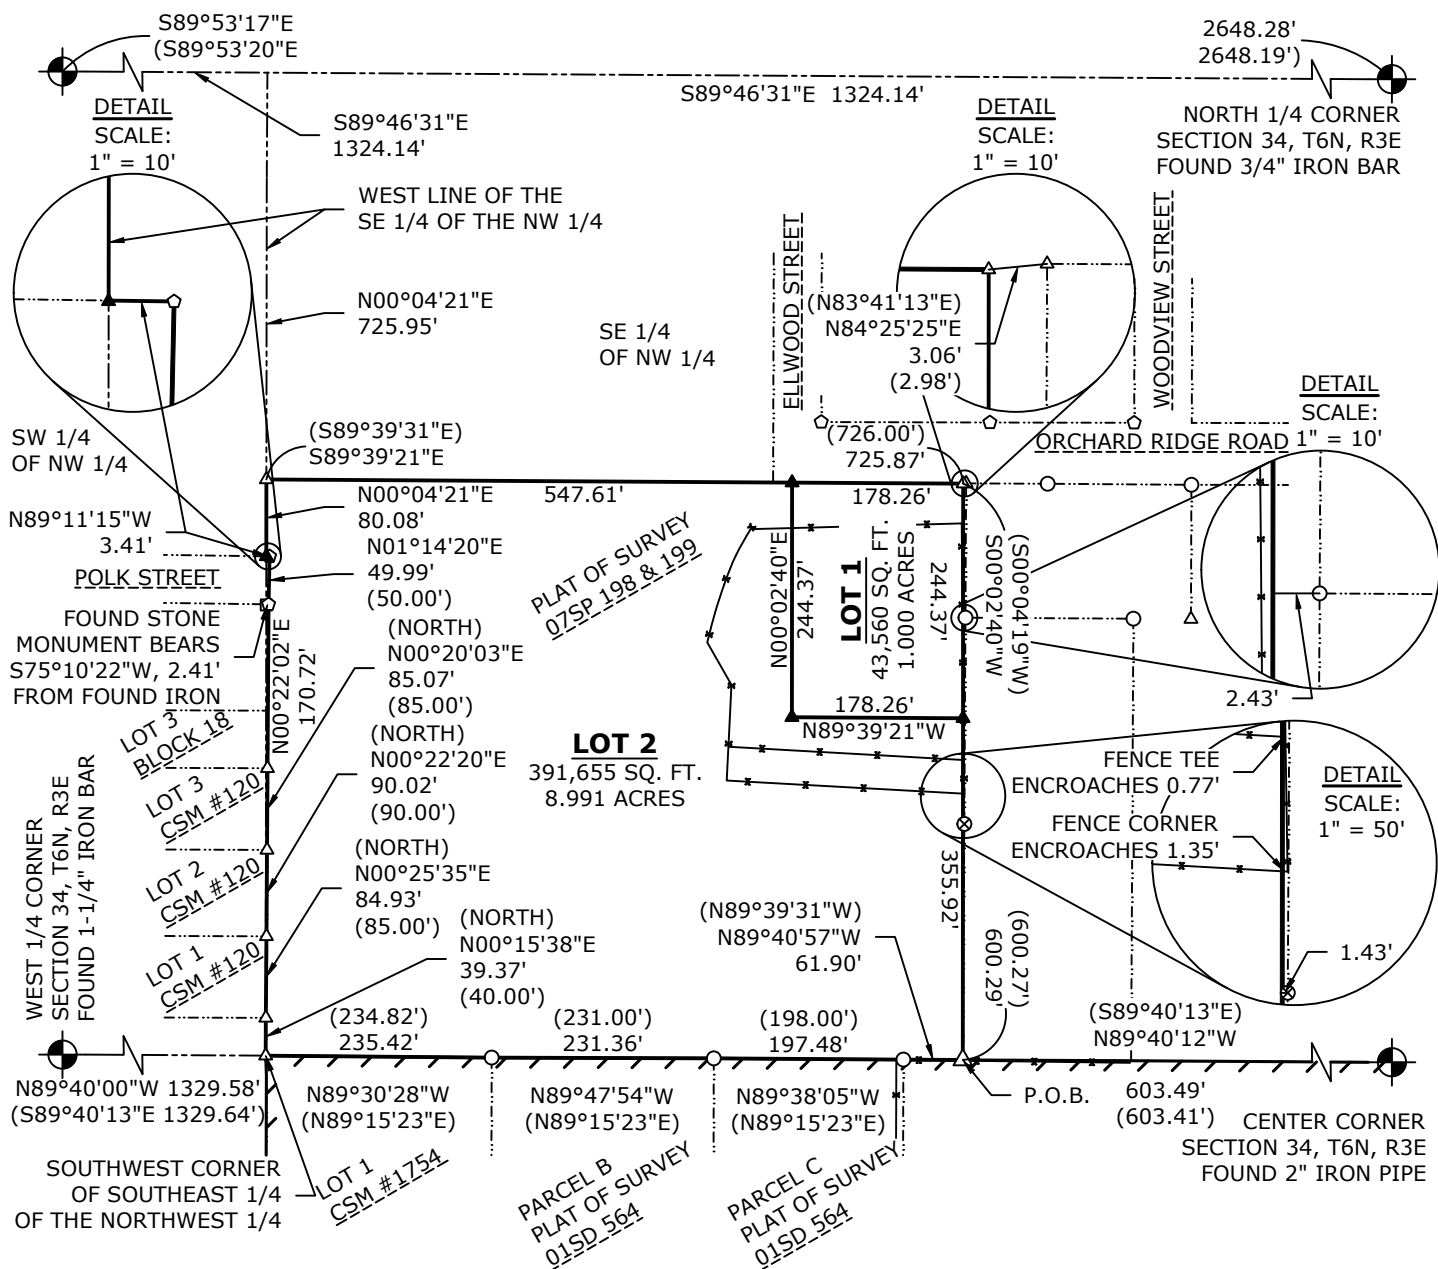 S89°53'17"E
(S89°53'20"E
2648.28'
2648.19')
S89°46'31"E 1324.14'
DETAIL
SCALE:
1" = 10'
S89°46'31"E
1324.14'
DETAIL
SCALE:
1" = 10'
NORTH 1/4 CORNER
SECTION 34, T6N, R3E
FOUND 3/4" IRON BAR
WEST LINE OF THE
SE 1/4 OF THE NW 1/4
ELLWOOD STREET
WOODVIEW STREET
N00°04'21"E
725.95'
SE 1/4
OF NW 1/4
(N83°41'13"E)
N84°25'25"E
3.06'
(2.98')
DETAIL
SCALE:
1" = 10'
SW 1/4
OF NW 1/4
(S89°39'31"E)
S89°39'21"E
(726.00')
725.87'
ORCHARD RIDGE ROAD
547.61'
178.26'
N89°11'15"W
3.41'
N00°04'21"E
80.08'
N01°14'20"E
49.99'
(50.00')
POLK STREET
PLAT OF SURVEY
07SP 198 & 199
N00°02'40"E
244.37'
LOT 1
43,560 SQ. FT.
1.000 ACRES
244.37'
S00°02'40"W
(S00°04'19"W)
FOUND STONE
MONUMENT BEARS
S75°10'22"W, 2.41'
FROM FOUND IRON
N00°22'02"E
170.72'
(NORTH)
N00°20'03"E
85.07'
(85.00')
2.43'
178.26'
N89°39'21"W
LOT 3
BLOCK 18
(NORTH)
N00°22'20"E
90.02'
(90.00')
LOT 2
391,655 SQ. FT.
8.991 ACRES
FENCE TEE
ENCROACHES 0.77'
FENCE CORNER
ENCROACHES 1.35'
DETAIL
SCALE:
1" = 50'
LOT 3
CSM #120
WEST 1/4 CORNER
SECTION 34, T6N, R3E
FOUND 1-1/4" IRON BAR
LOT 2
CSM #120
(NORTH)
N00°25'35"E
84.93'
(85.00')
355.92'
LOT 1
CSM #120
(NORTH)
N00°15'38"E
39.37'
(40.00')
(N89°39'31"W)
N89°40'57"W
61.90'
(600.27')
600.29'
1.43'
(S89°40'13"E)
N89°40'12"W
(234.82')
235.42'
(231.00')
231.36'
(198.00')
197.48'
N89°40'00"W 1329.58'
(S89°40'13"E 1329.64')
N89°30'28"W
(N89°15'23"E)
N89°47'54"W
(N89°15'23"E)
N89°38'05"W
(N89°15'23"E)
P.O.B.
603.49'
(603.41')
CENTER CORNER
SECTION 34, T6N, R3E
FOUND 2" IRON PIPE
SOUTHWEST CORNER
OF SOUTHEAST 1/4
OF THE NORTHWEST 1/4
LOT 1
CSM #1754
PARCEL B
PLAT OF SURVEY
01SD 564
PARCEL C
PLAT OF SURVEY
01SD 564